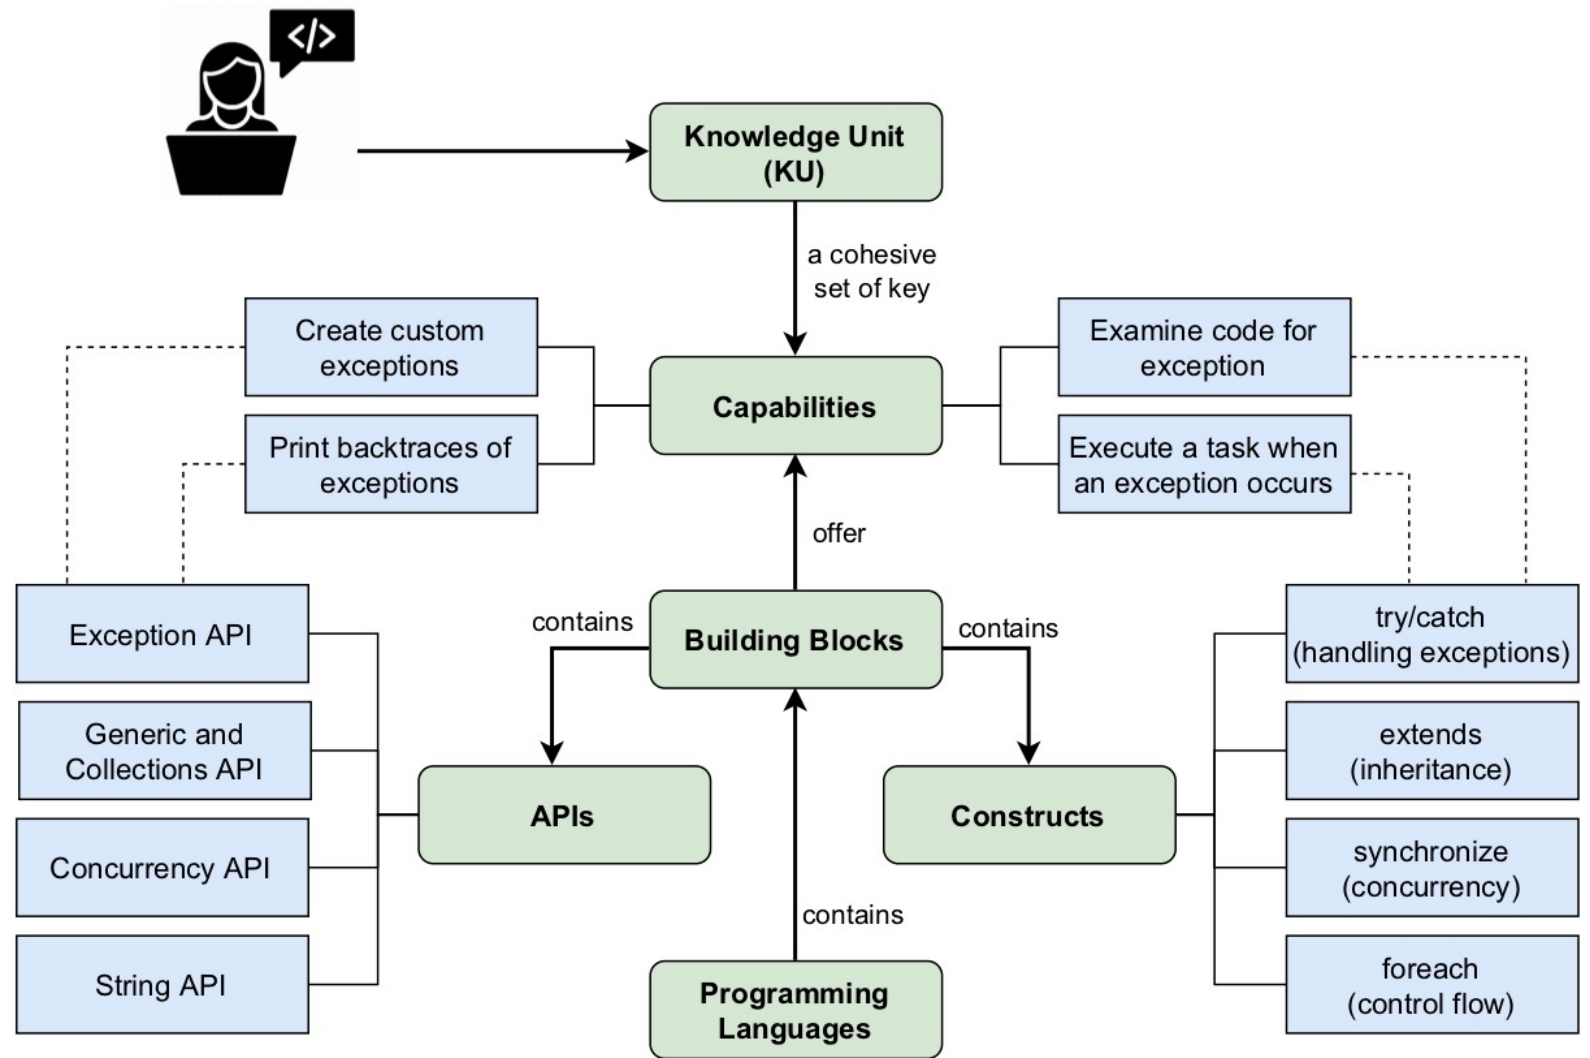 </>
Knowledge Unit
(KU)
a cohesive
set of key
Create custom
exceptions
Examine code for
exception
Capabilities
Print backtraces of
exceptions
Execute a task when
an exception occurs
offer
contains
Building Blocks
contains
Exception API
try/catch
(handling exceptions)
Generic and
Collections API
extends
(inheritance)
APIs
Constructs
Concurrency API
synchronize
(concurrency)
contains
String API
foreach
(control flow)
Programming
Languages